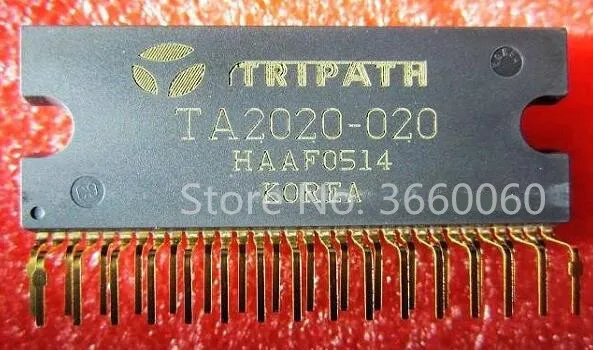 TRIPATH
TA2020-020
HAAF0514
KOREA
Store No: 3660060